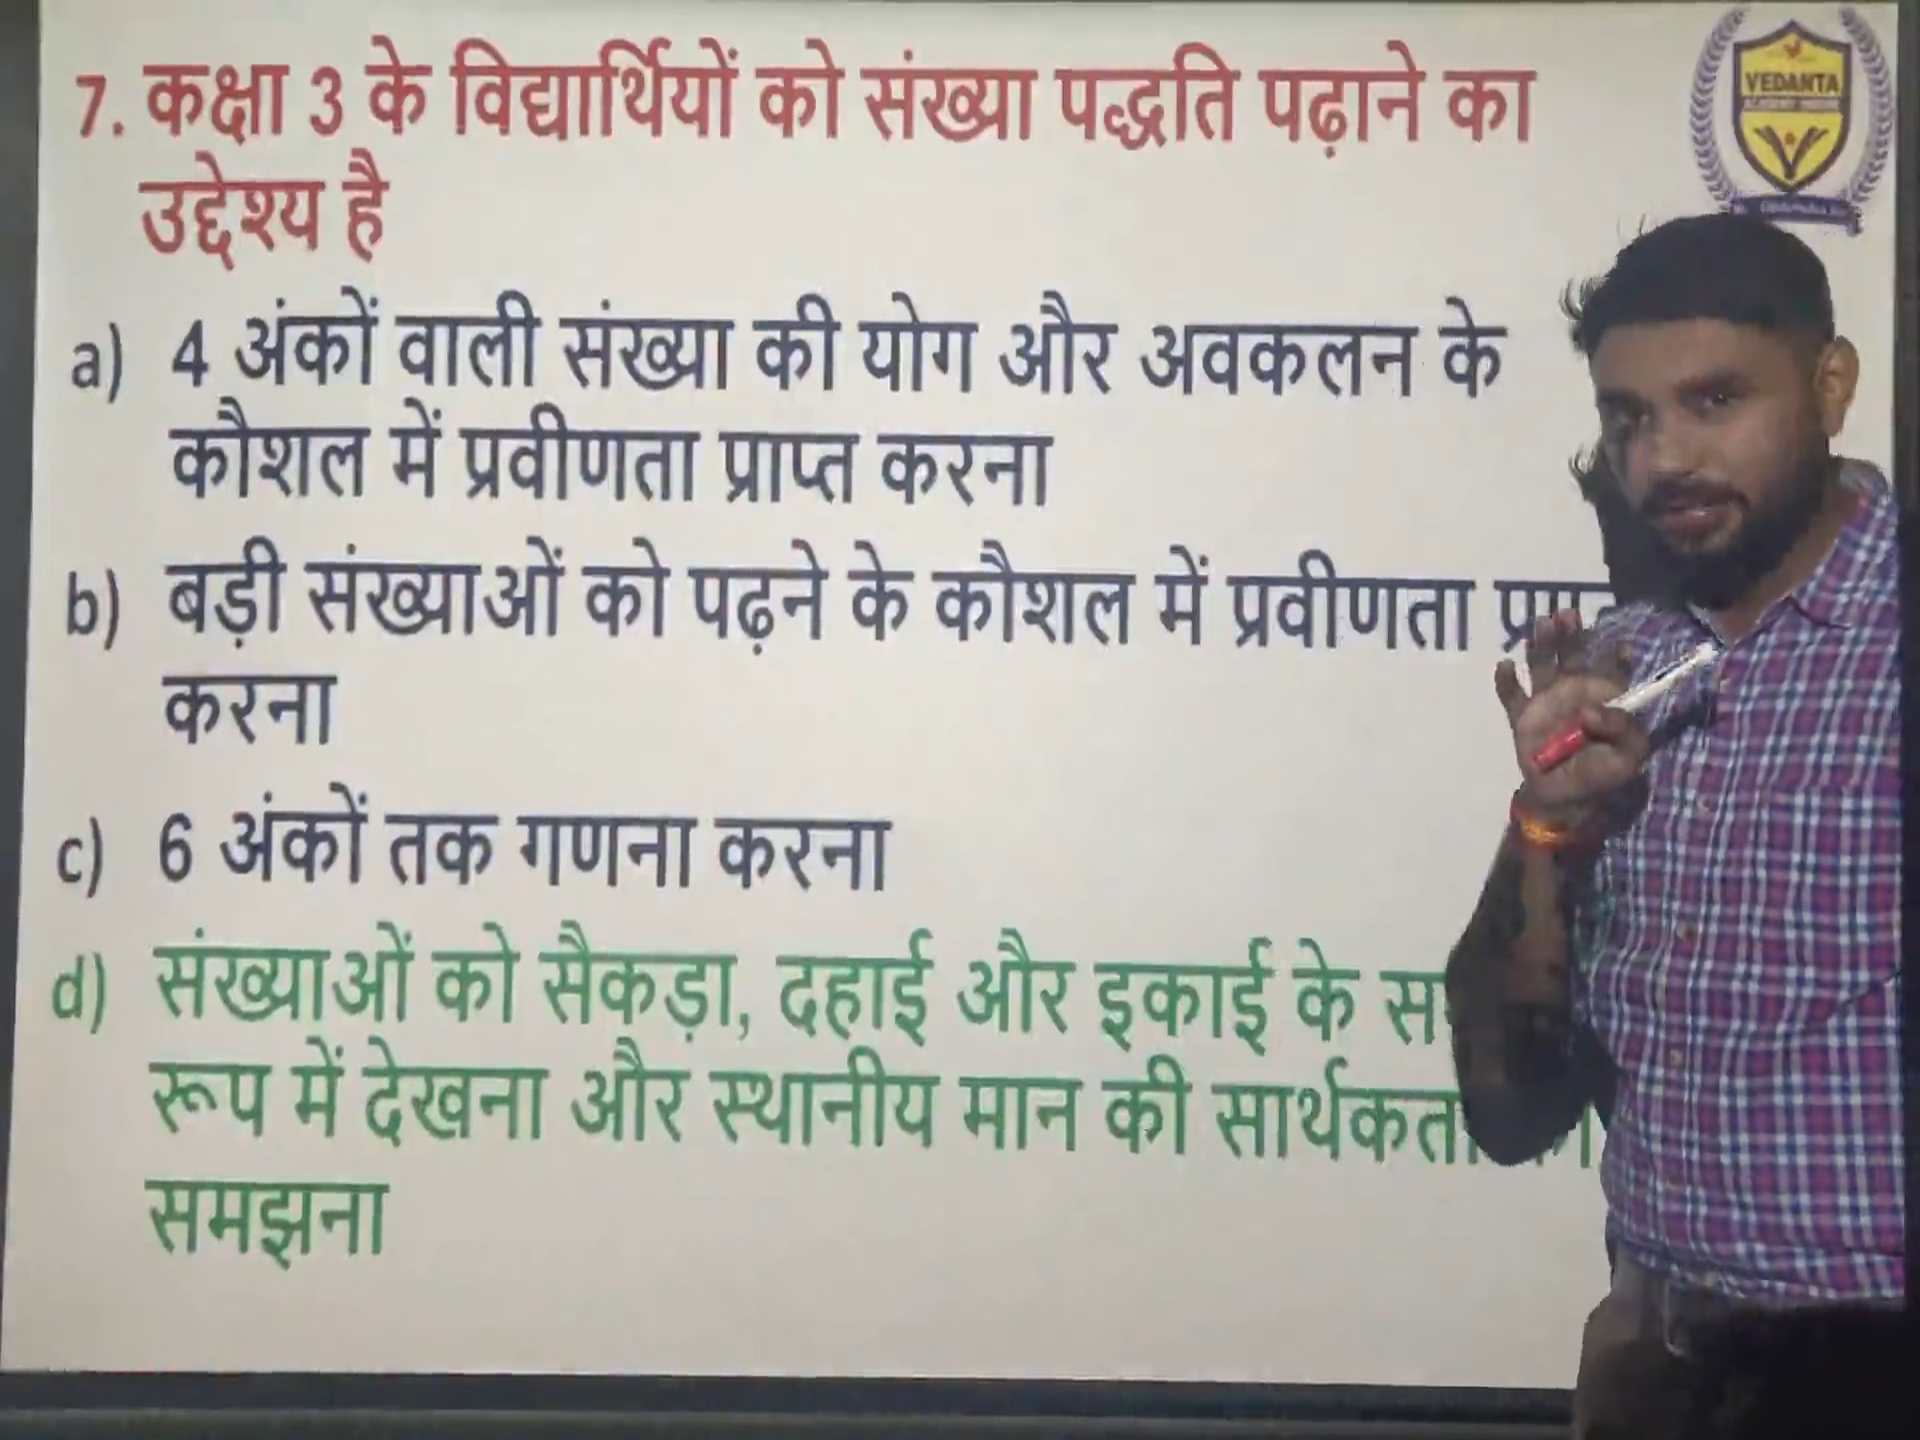 7. कक्षा 3 के विद्यार्थियों को संख्या पद्धति पढ़ाने का
उद्देश्य है
a) 4 अंकों वाली संख्या की योग और अवकलन के
कौशल में प्रवीणता प्राप्त करना
b) बड़ी संख्याओं को पढ़ने के कौशल में प्रवीणता
करना
c) 6 अंकों तक गणना करना
d) संख्याओं को सैकड़ा, दहाई और इकाई के
रूप में देखना और स्थानीय मान की सार्थकता
समझना
VEDANTA